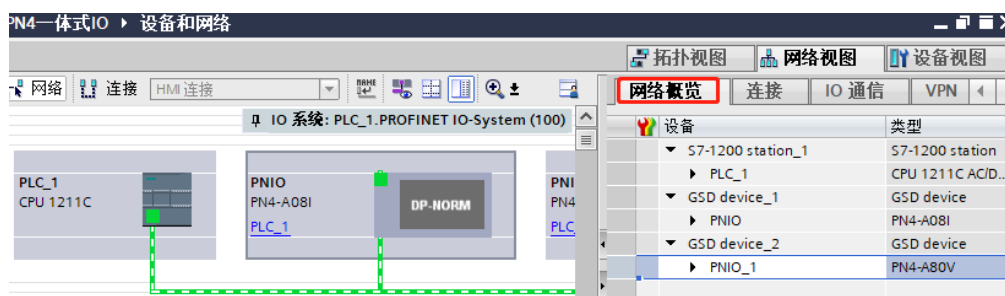 PN4一体式IO ▸ 设备和网络
拓扑视图 网络视图 设备视图
网络 连接 HMI 连接
网络概览 连接 IO 通信 VPN
IO 系统: PLC_1.PROFINET IO-System (100)
设备 类型
S7-1200 station_1 S7-1200 station
PLC_1 CPU 1211C AC/D...
GSD device_1 GSD device
PNIO PN4-A08I
GSD device_2 GSD device
PNIO_1 PN4-A80V
PLC_1
CPU 1211C
PNIO
PN4-A08I
PLC_1
DP-NORM
PNI
PN4
PLC